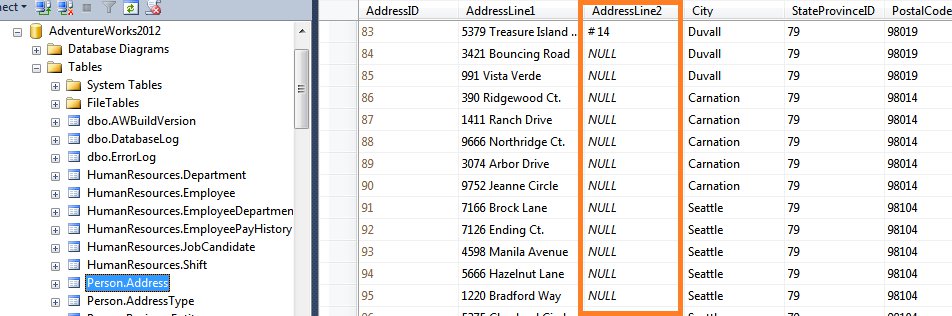 nect
AdventureWorks2012
Database Diagrams
Tables
System Tables
FileTables
dbo.AWBuildVersion
dbo.DatabaseLog
dbo.ErrorLog
HumanResources.Department
HumanResources.Employee
HumanResources.EmployeeDepartmen
HumanResources.EmployeePayHistory
HumanResources.JobCandidate
HumanResources.Shift
Person.Address
Person.AddressType
AddressID AddressLine1 AddressLine2 City StateProvinceID PostalCode
83 5379 Treasure Island ... # 14 Duvall 79 98019
84 3421 Bouncing Road NULL Duvall 79 98019
85 991 Vista Verde NULL Duvall 79 98019
86 390 Ridgewood Ct. NULL Carnation 79 98014
87 1411 Ranch Drive NULL Carnation 79 98014
88 9666 Northridge Ct. NULL Carnation 79 98014
89 3074 Arbor Drive NULL Carnation 79 98014
90 9752 Jeanne Circle NULL Carnation 79 98014
91 7166 Brock Lane NULL Seattle 79 98104
92 7126 Ending Ct. NULL Seattle 79 98104
93 4598 Manila Avenue NULL Seattle 79 98104
94 5666 Hazelnut Lane NULL Seattle 79 98104
95 1220 Bradford Way NULL Seattle 79 98104